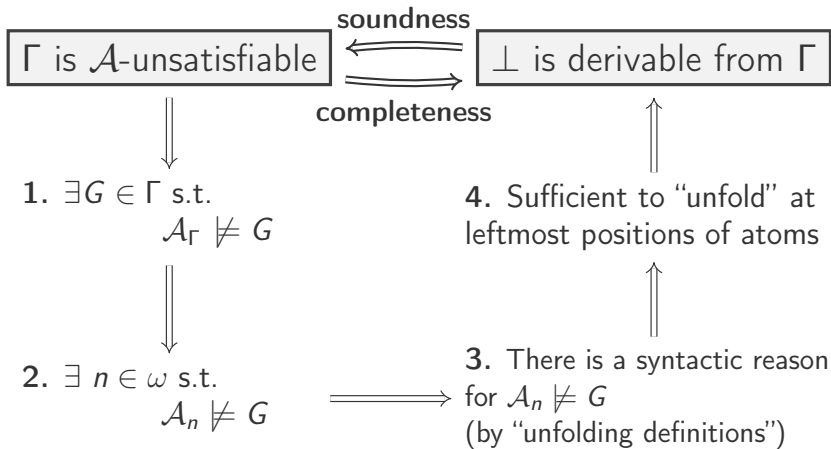 soundness
Γ is 𝒜-unsatisfiable
⊥ is derivable from Γ
completeness
1. ∃G ∈ Γ s.t.
𝒜_Γ ⊭ G
2. ∃ n ∈ ω s.t.
𝒜_n ⊭ G
3. There is a syntactic reason
for 𝒜_n ⊭ G
(by “unfolding definitions”)
4. Sufficient to “unfold” at
leftmost positions of atoms